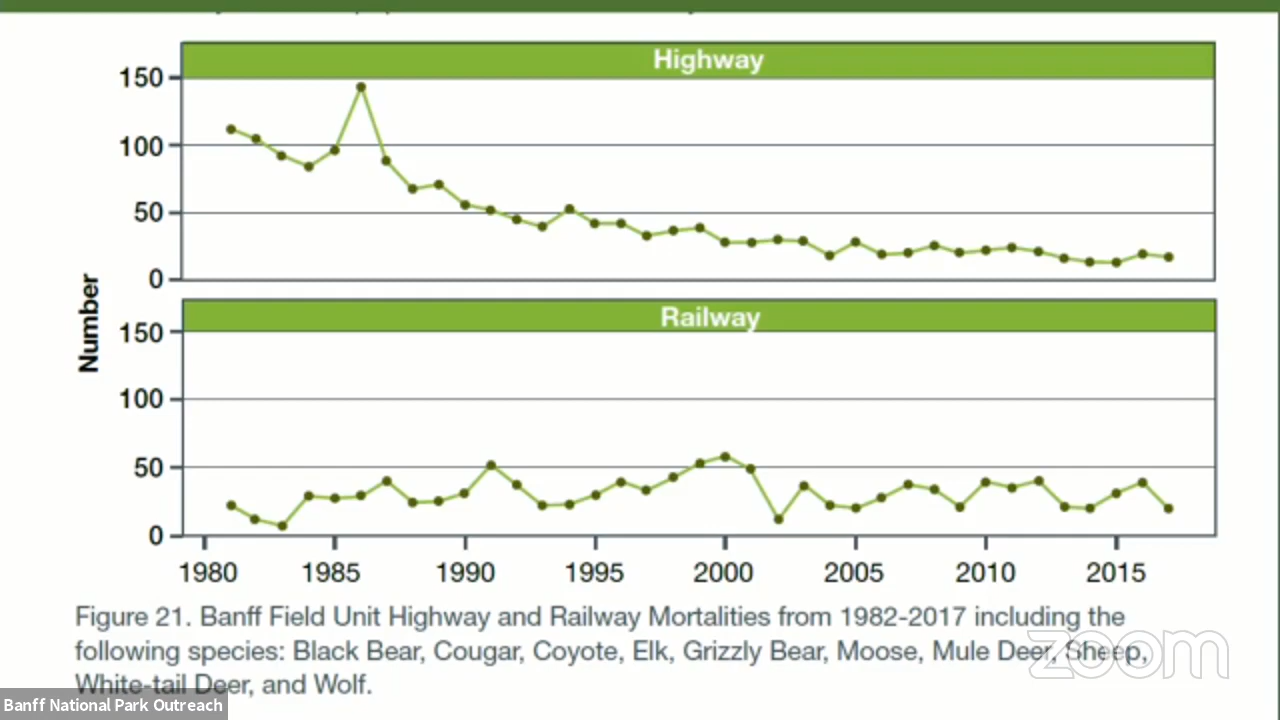 Highway
150
100
50
0
Number
Railway
150
100
50
0
1980 1985 1990 1995 2000 2005 2010 2015
Figure 21. Banff Field Unit Highway and Railway Mortalities from 1982-2017 including the
following species: Black Bear, Cougar, Coyote, Elk, Grizzly Bear, Moose, Mule Deer, Sheep,
White-tail Deer, and Wolf.
zoom
Banff National Park Outreach